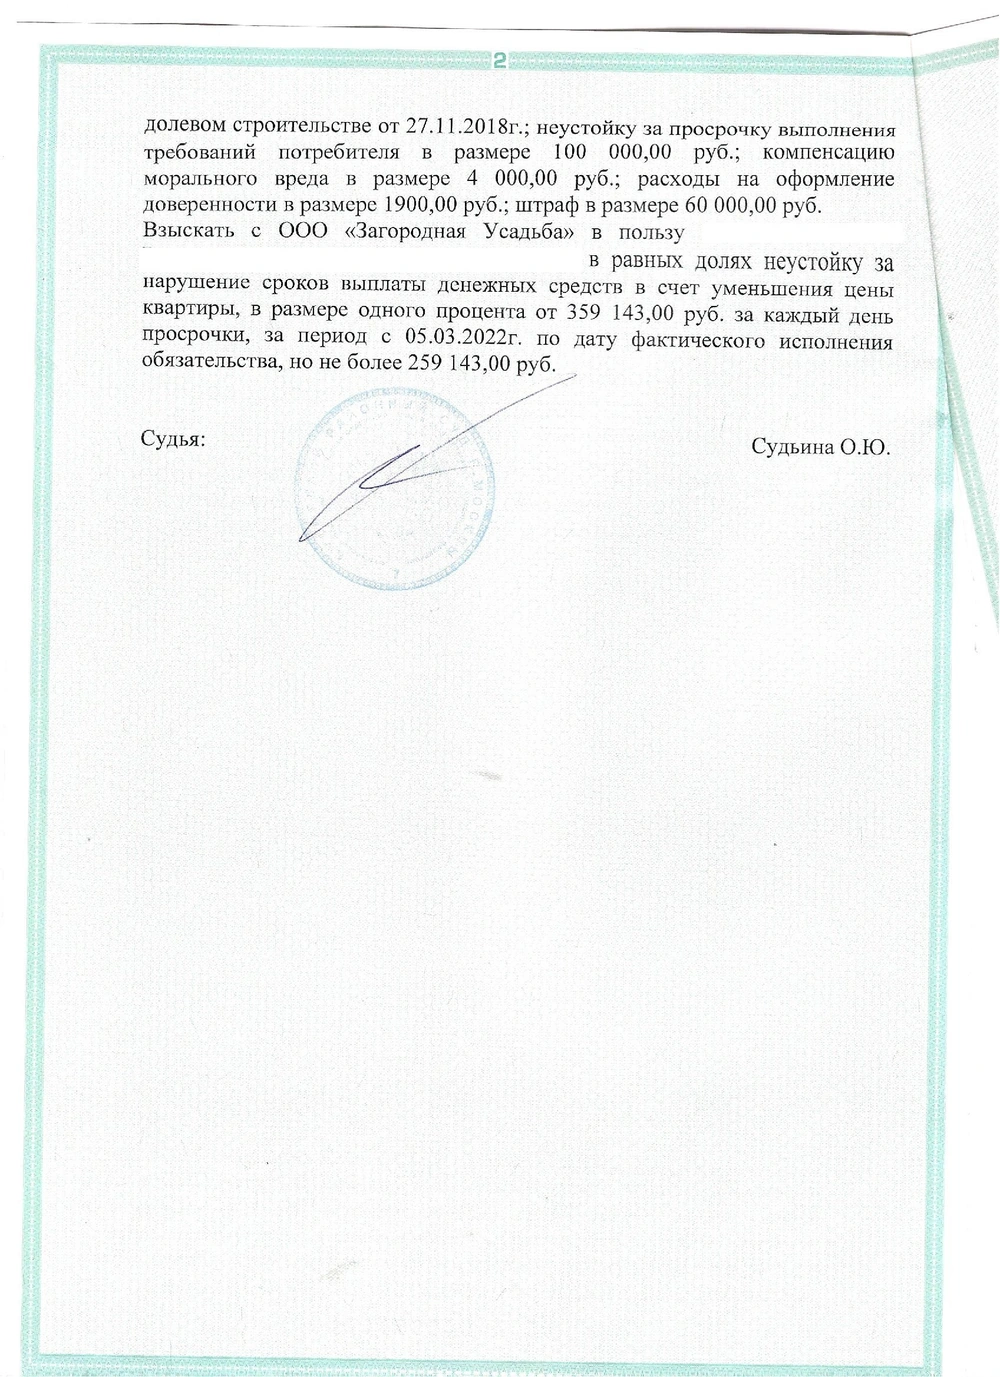 2
долевом строительстве от 27.11.2018г.; неустойку за просрочку выполнения
требований потребителя в размере 100 000,00 руб.; компенсацию
морального вреда в размере 4 000,00 руб.; расходы на оформление
доверенности в размере 1900,00 руб.; штраф в размере 60 000,00 руб.
Взыскать с ООО «Загородная Усадьба» в пользу
в равных долях неустойку за
нарушение сроков выплаты денежных средств в счет уменьшения цены
квартиры, в размере одного процента от 359 143,00 руб. за каждый день
просрочки, за период с 05.03.2022г. по дату фактического исполнения
обязательства, но не более 259 143,00 руб.
Судья:
Судьина О.Ю.